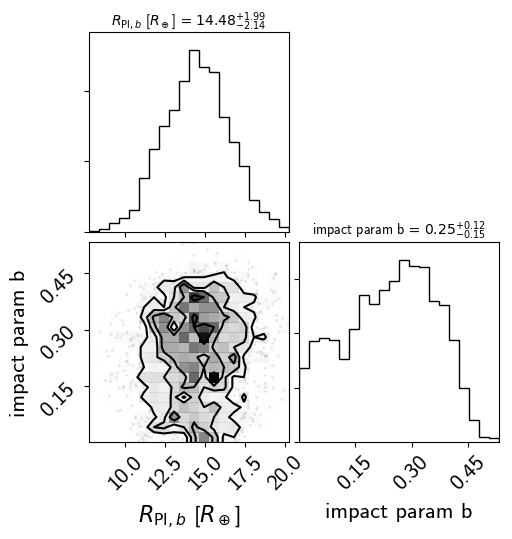 R_Pl,b [R_⊕] = 14.48^{+1.99}_{-2.14}
impact param b = 0.25^{+0.12}_{-0.15}
0.45
0.30
0.15
impact param b
10.0 12.5 15.0 17.5 20.0
0.15 0.30 0.45
R_Pl,b [R_⊕]
impact param b